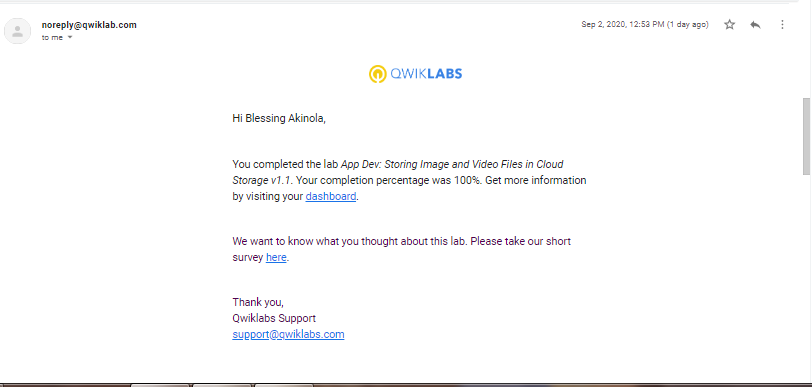 noreply@qwiklab.com
Sep 2, 2020, 12:53 PM (1 day ago)
to me
QWIKLABS
Hi Blessing Akinola,
You completed the lab App Dev: Storing Image and Video Files in Cloud
Storage v1.1. Your completion percentage was 100%. Get more information
by visiting your dashboard.
We want to know what you thought about this lab. Please take our short
survey here.
Thank you,
Qwiklabs Support
support@qwiklabs.com